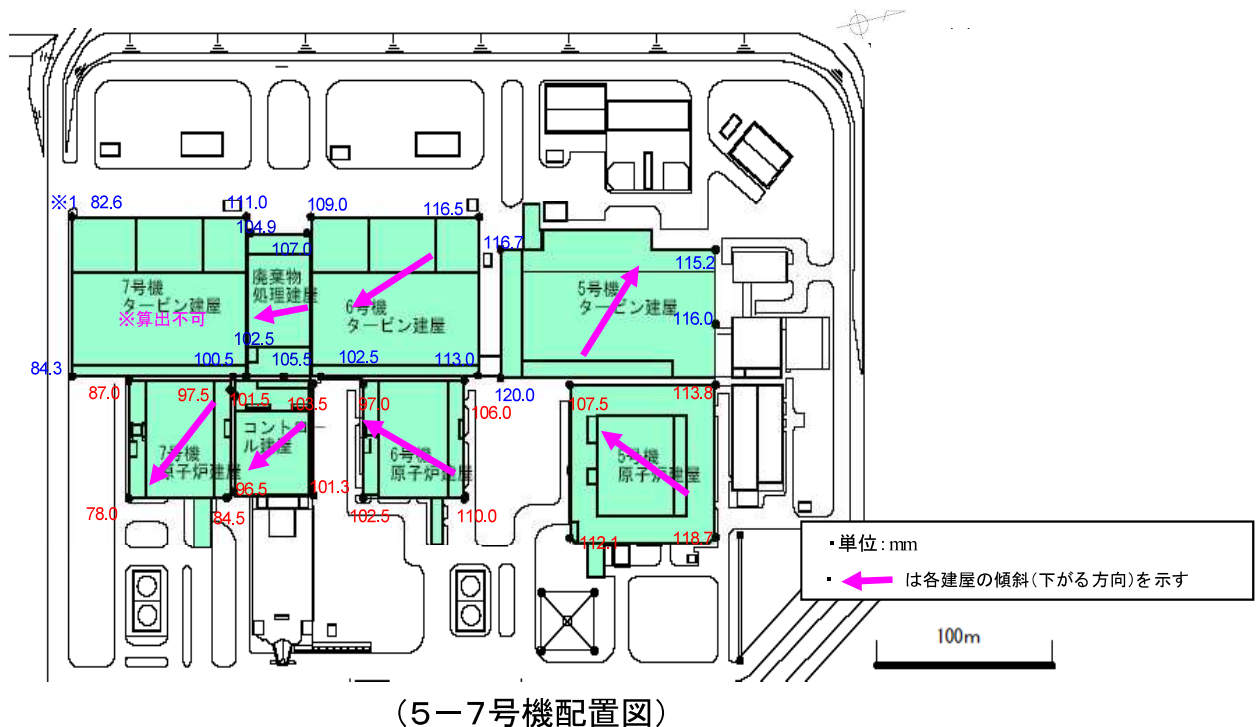 ※1 82.6 111.0 109.0 116.5
104.9
107.0 116.7 115.2
7号機
タービン建屋
※算出不可
廃棄物
処理建屋
6号機
タービン建屋
5号機
タービン建屋
116.0
102.5
84.3 100.5 105.5 102.5 113.0
87.0 97.5 101.5 103.5 97.0 106.0 120.0 107.5 113.8
7号機
原子炉建屋
コントロール建屋
6号機
原子炉建屋
5号機
原子炉建屋
96.5 101.3
78.0 84.5 102.5 110.0
112.1 118.7
・単位:mm
・ は各建屋の傾斜(下がる方向)を示す
100m
(5-7号機配置図)